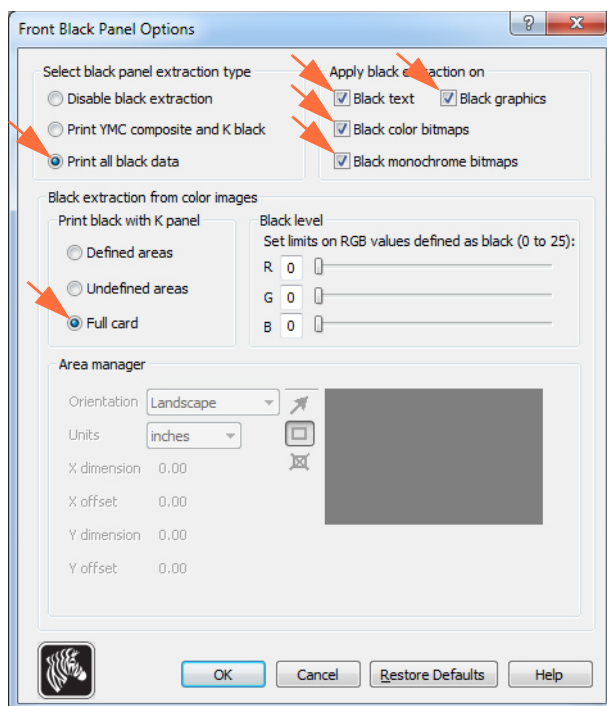 Front Black Panel Options
Select black panel extraction type
Disable black extraction
Print YMC composite and K black
Print all black data
Apply black extraction on
Black text
Black graphics
Black color bitmaps
Black monochrome bitmaps
Black extraction from color images
Print black with K panel
Defined areas
Undefined areas
Full card
Black level
Set limits on RGB values defined as black (0 to 25):
R 0
G 0
B 0
Area manager
Orientation Landscape
Units inches
X dimension 0.00
X offset 0.00
Y dimension 0.00
Y offset 0.00
OK Cancel Restore Defaults Help